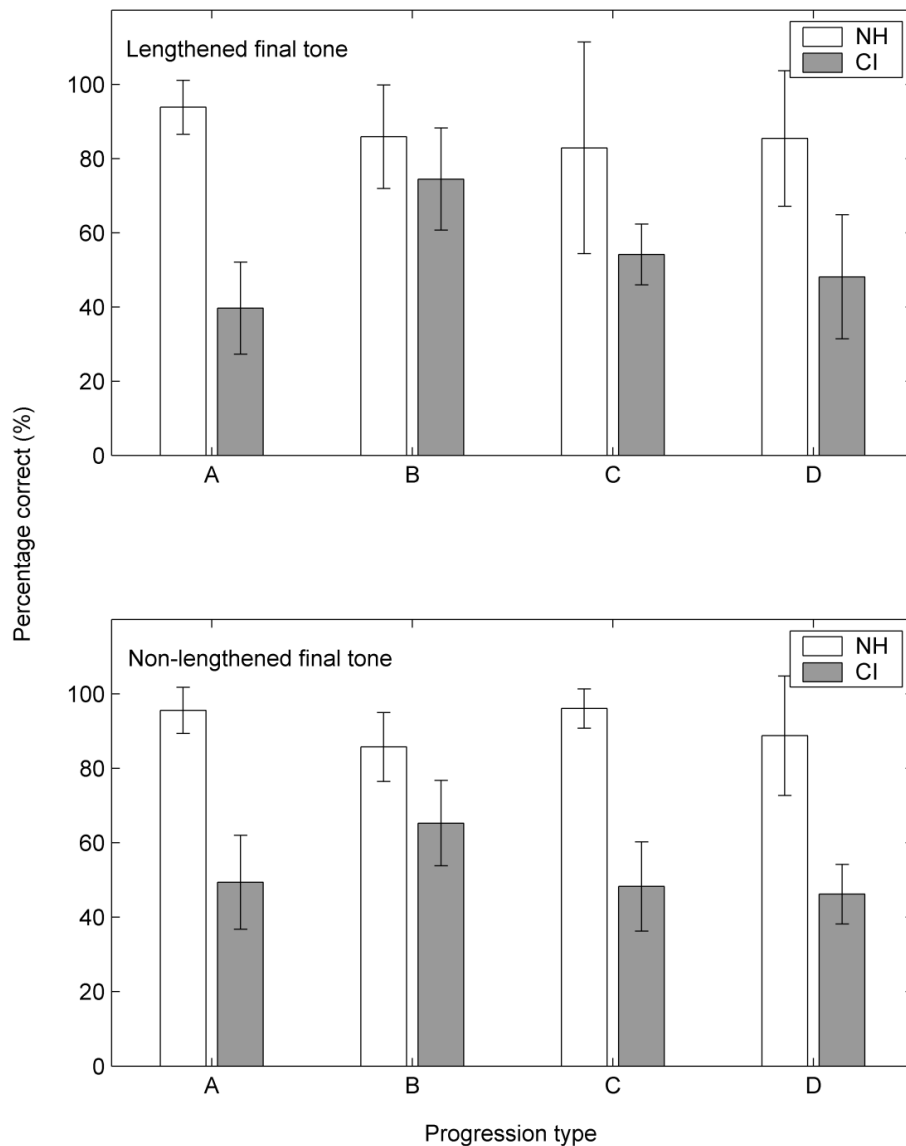 Lengthened final tone
NH
CI
100
80
60
40
20
0
A B C D
Percentage correct (%)
Non-lengthened final tone
NH
CI
100
80
60
40
20
0
A B C D
Progression type